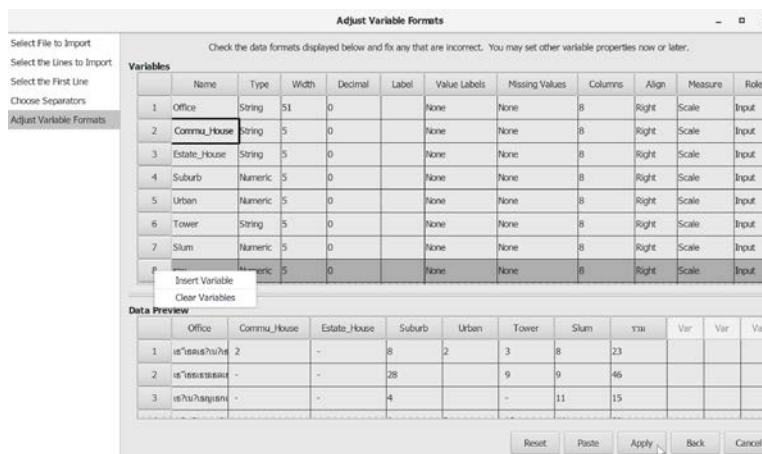 Adjust Variable Formats
Select File to Import
Select the Lines to Import
Select the First Line
Choose Separators
Adjust Variable Formats
Check the data formats displayed below and fix any that are incorrect. You may set other variable properties now or later.
Variables
Name Type Width Decimal Label Value Labels Missing Values Columns Align Measure Role
1 Office String 51 0 None None 8 Right Scale Input
2 Commu_House String 5 0 None None 8 Right Scale Input
3 Estate_House String 5 0 None None 8 Right Scale Input
4 Suburb Numeric 5 0 None None 8 Right Scale Input
5 Urban Numeric 5 0 None None 8 Right Scale Input
6 Tower String 5 0 None None 8 Right Scale Input
7 Slum Numeric 5 0 None None 8 Right Scale Input
8 Numeric 5 0 None None 8 Right Scale Input
Insert Variable
Clear Variables
Data Preview
Office Commu_House Estate_House Suburb Urban Tower Slum รวม Var Var Va
1 2 - 8 2 3 8 23
2 - - 28 9 9 46
3 - - 4 - 11 15
Reset Paste Apply Back Cancel